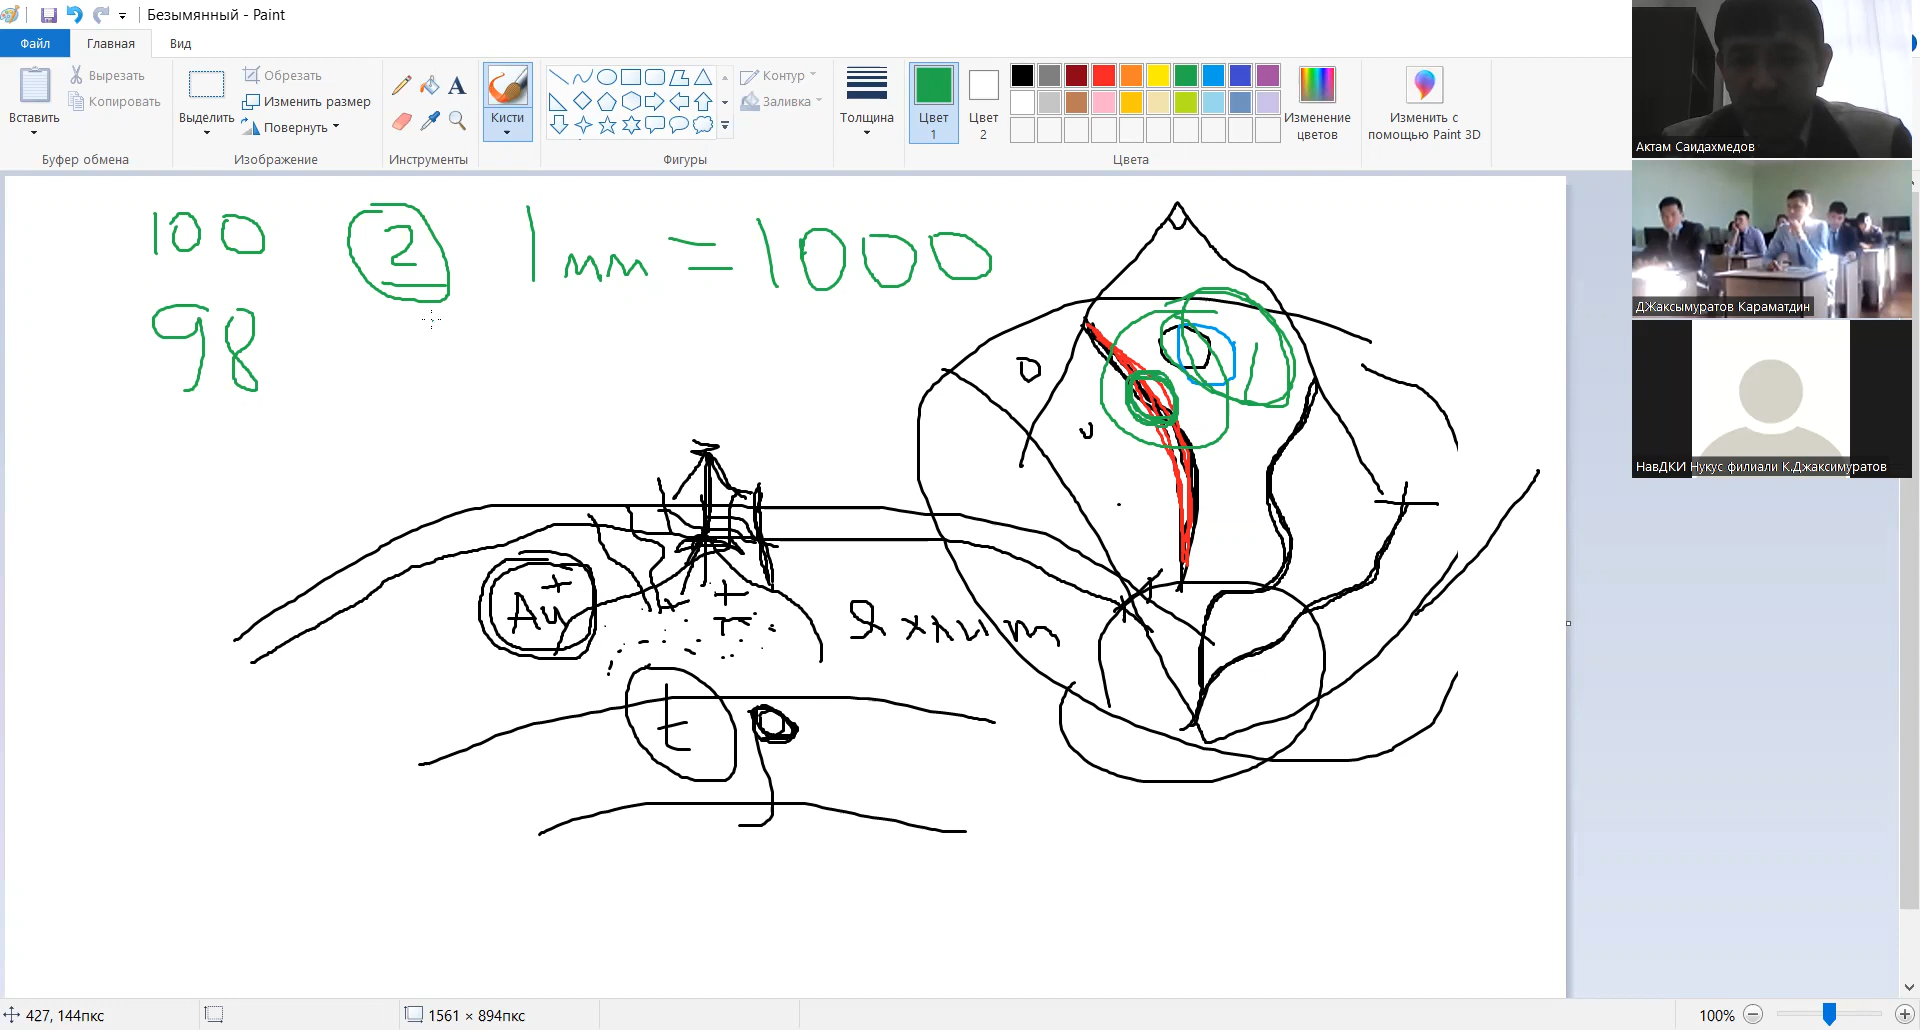 Безымянный - Paint
Файл
Главная
Вид
Вставить
Вырезать
Копировать
Буфер обмена
Выделить
Обрезать
Изменить размер
Повернуть
Изображение
A
Инструменты
Кисти
Контур
Заливка
Фигуры
Толщина
Цвет 1
Цвет 2
Изменение цветов
Цвета
Изменить с помощью Paint 3D
Актам Саидахмедов
ДЖаксымуратов Караматдин
НавДКИ Нукус филиали К.Джаксимуратов
100
2
1 мм = 1000
98
Au
+
Яхлит
t
427, 144пкс
1561 × 894пкс
100%